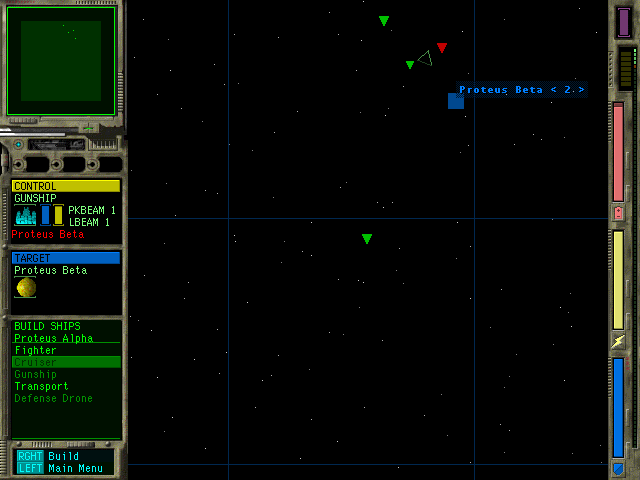 Proteus Beta < 2.>
CONTROL
GUNSHIP
PKBEAM 1
LBEAM 1
Proteus Beta
TARGET
Proteus Beta
BUILD SHIPS
Proteus Alpha
Fighter
Cruiser
Gunship
Transport
Defense Drone
RGHT Build
LEFT Main Menu